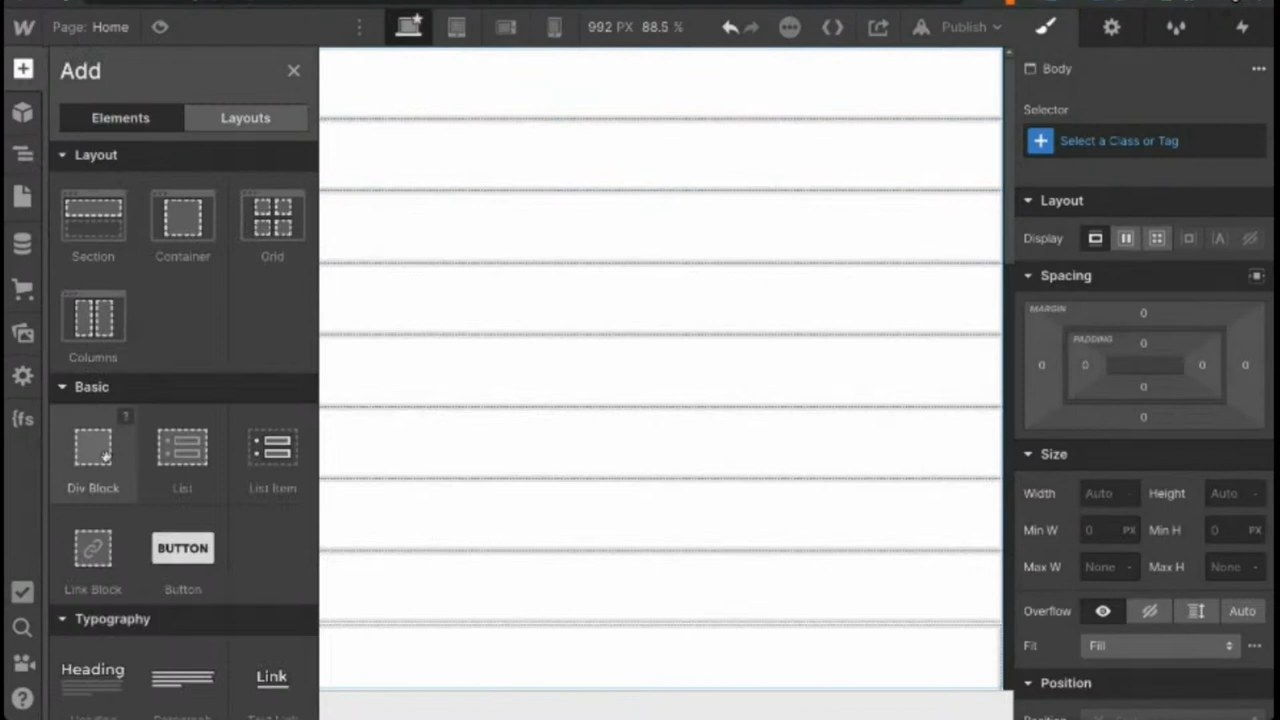 Page: Home
992 PX 88.5 %
Publish
Add
Elements
Layouts
Layout
Section
Container
Grid
Columns
Basic
?
Div Block
List
List Item
Link Block
BUTTON
Button
Typography
Heading
Link
{fs
Body
Selector
Select a Class or Tag
Layout
Display
Spacing
MARGIN
0
PADDING
0
0 0 0 0
0
0
Size
Width Auto - Height Auto -
Min W 0 PX Min H 0 PX
Max W None - Max H None -
Overflow Auto
Fit Fill
Position